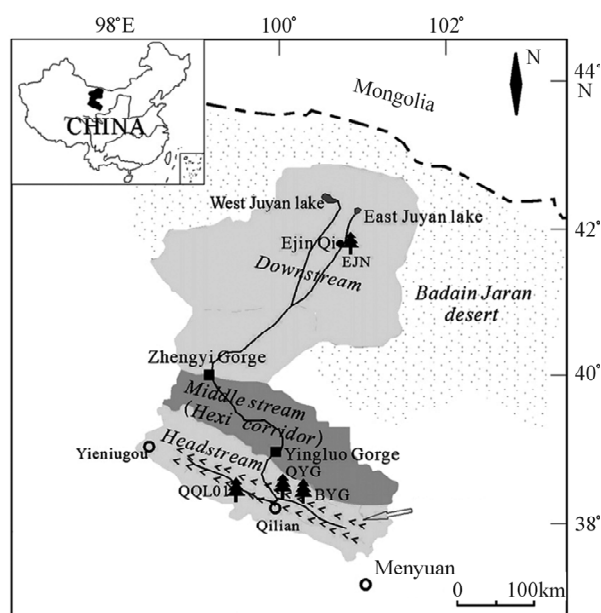 98°E
100°
102°
CHINA
N
44°
N
Mongolia
West Juyan lake
East Juyan lake
42°
Ejin Qi
EJN
Downstream
Badain Jaran
desert
Zhengyi Gorge
40°
Middle stream
(Hexi corridor)
Headstream
Yingluo Gorge
Yieniugou
QYG
QQL01
BYG
Qilian
38°
Menyuan
0 100km